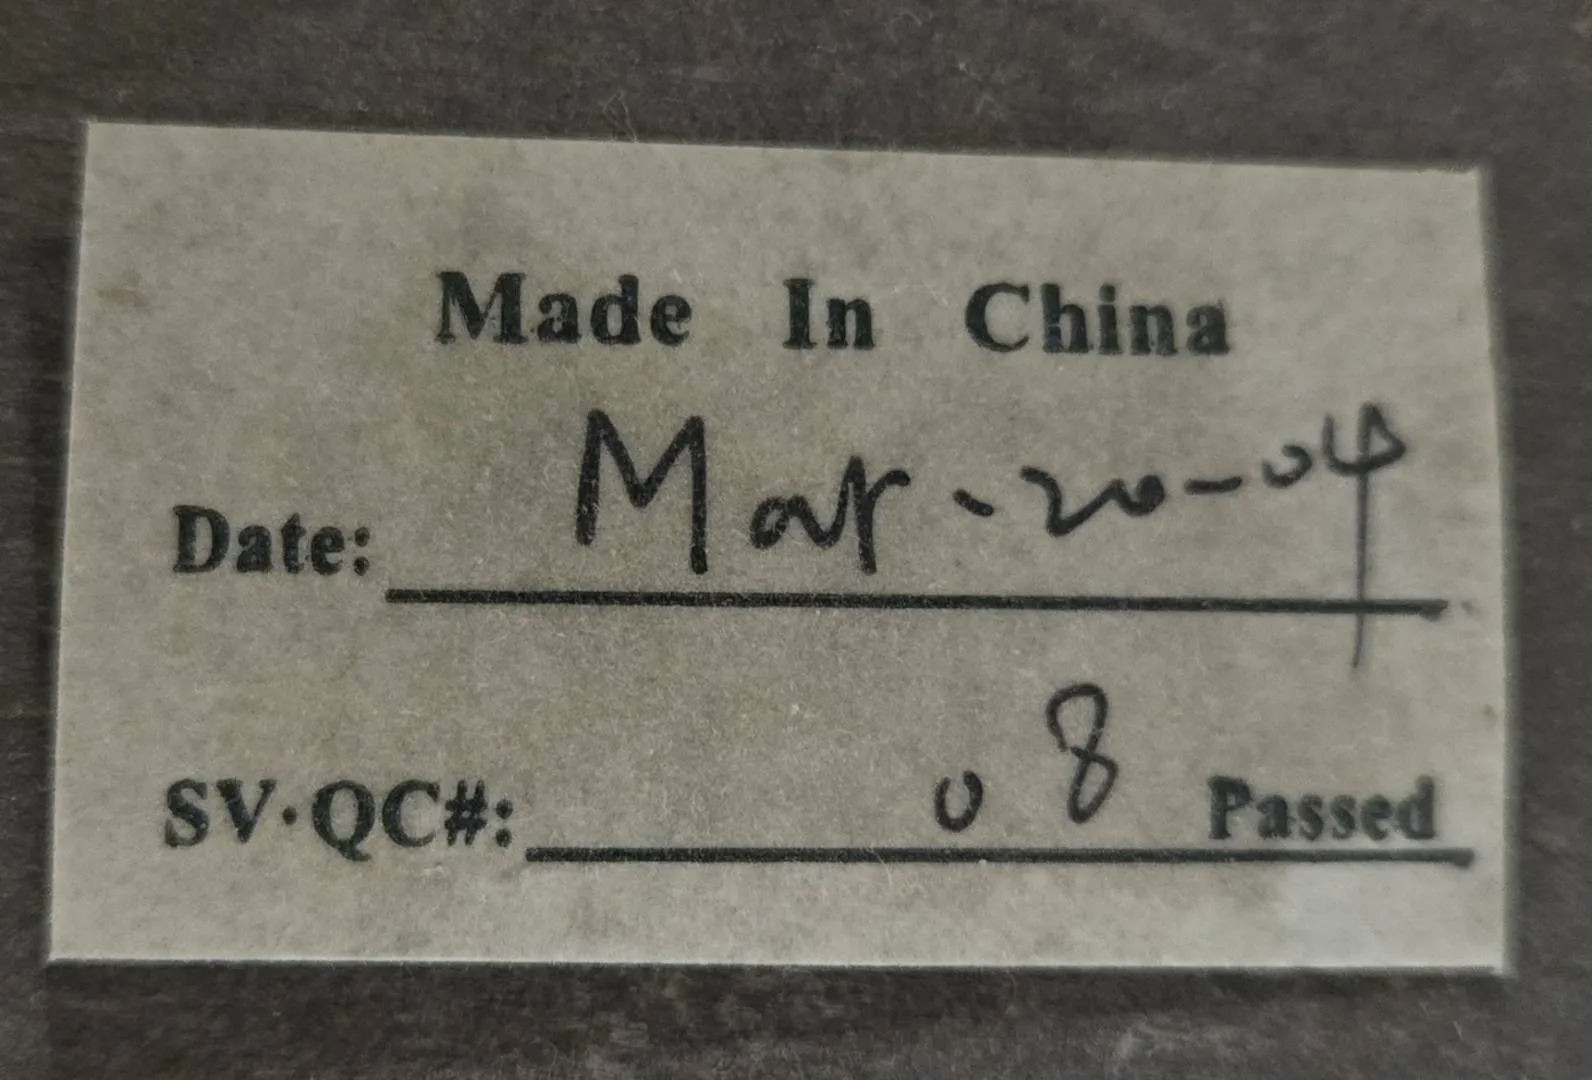 Made In China
Date: Mar-20-04
SV·QC#: 08 Passed